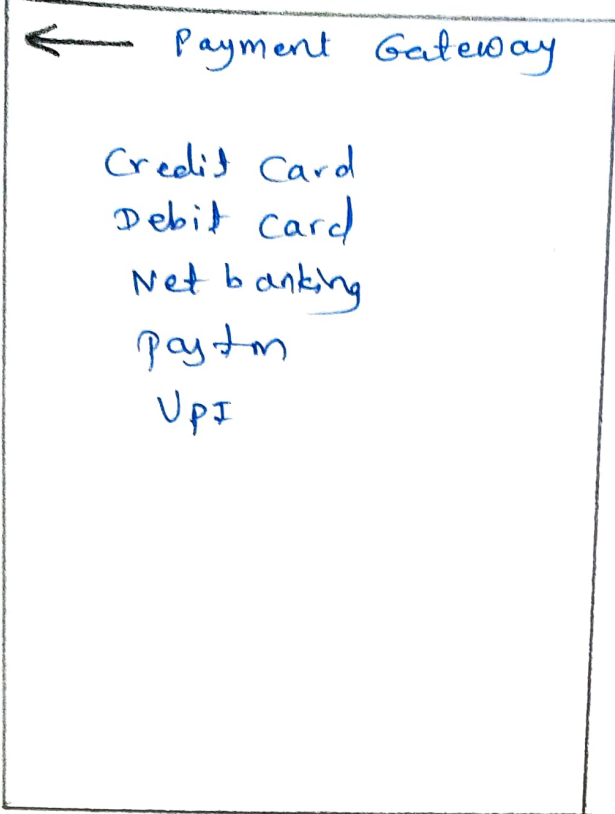 Payment Gateway
Credit Card
Debit Card
Net banking
Paytm
UPI